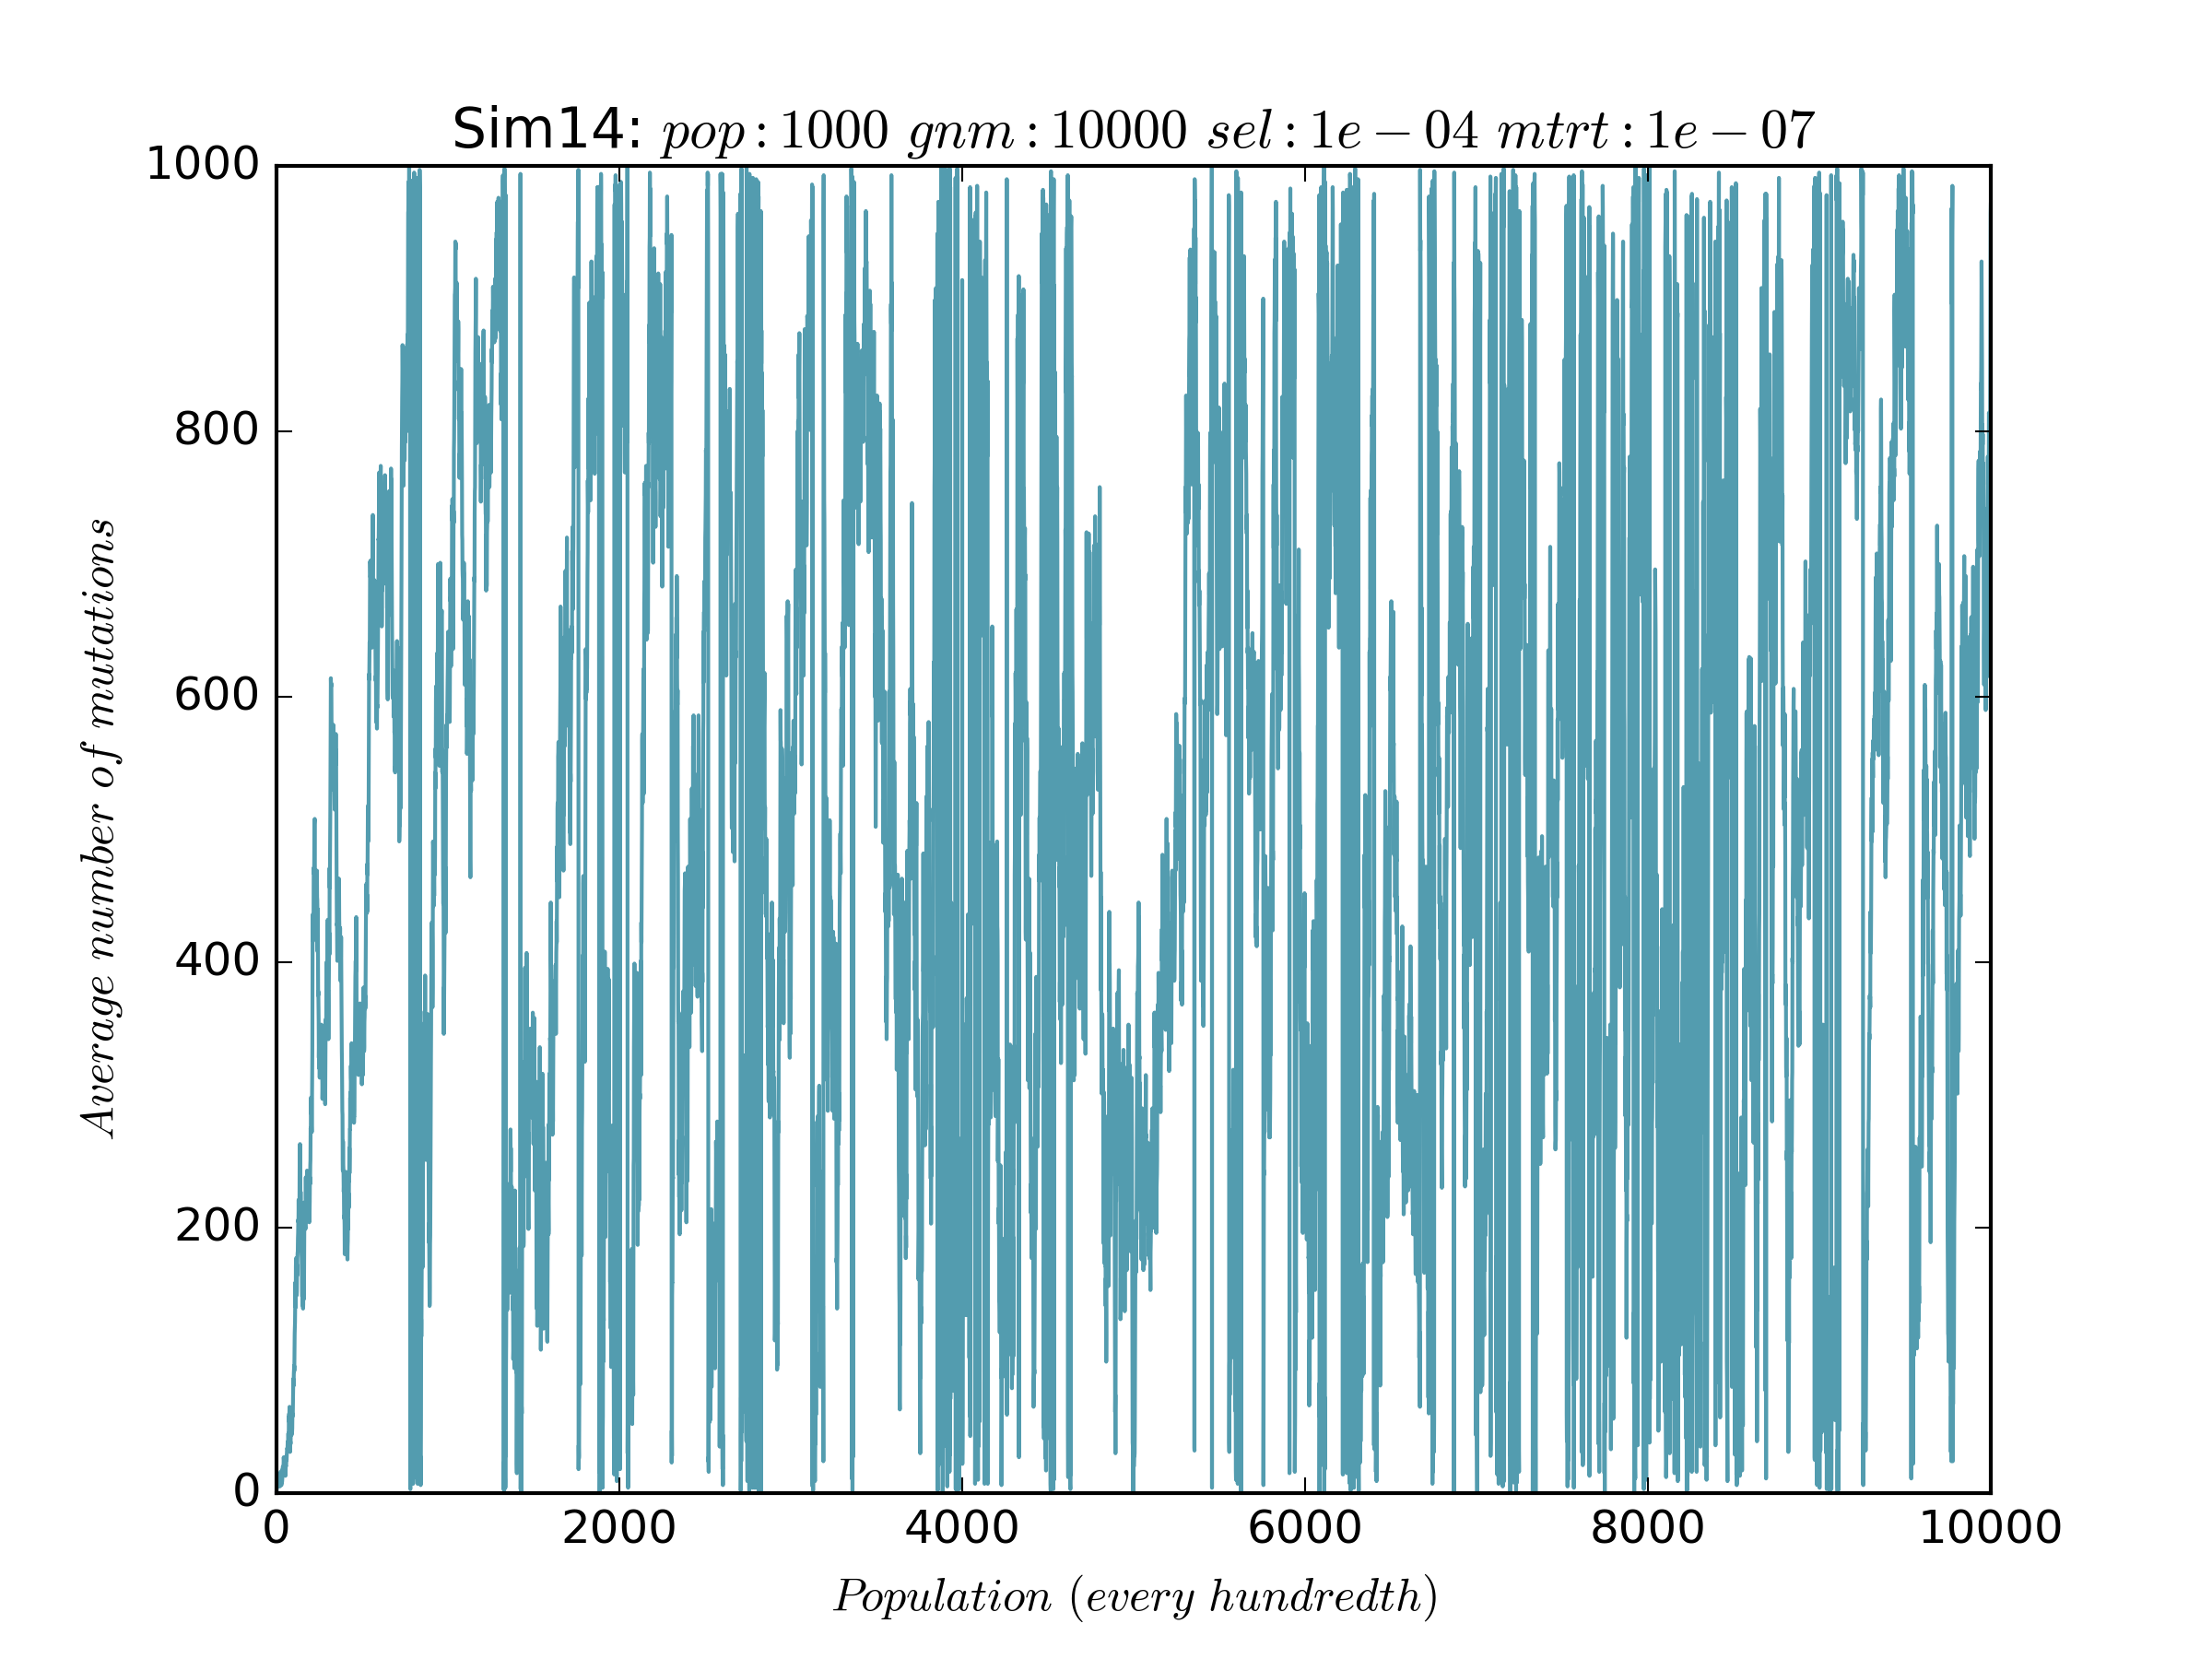 Sim14: pop : 1000 gnm : 10000 sel : 1e − 04 mtrt : 1e − 07
1000
800
600
400
200
0
Average number of mutations
0 2000 4000 6000 8000 10000
Population (every hundredth)